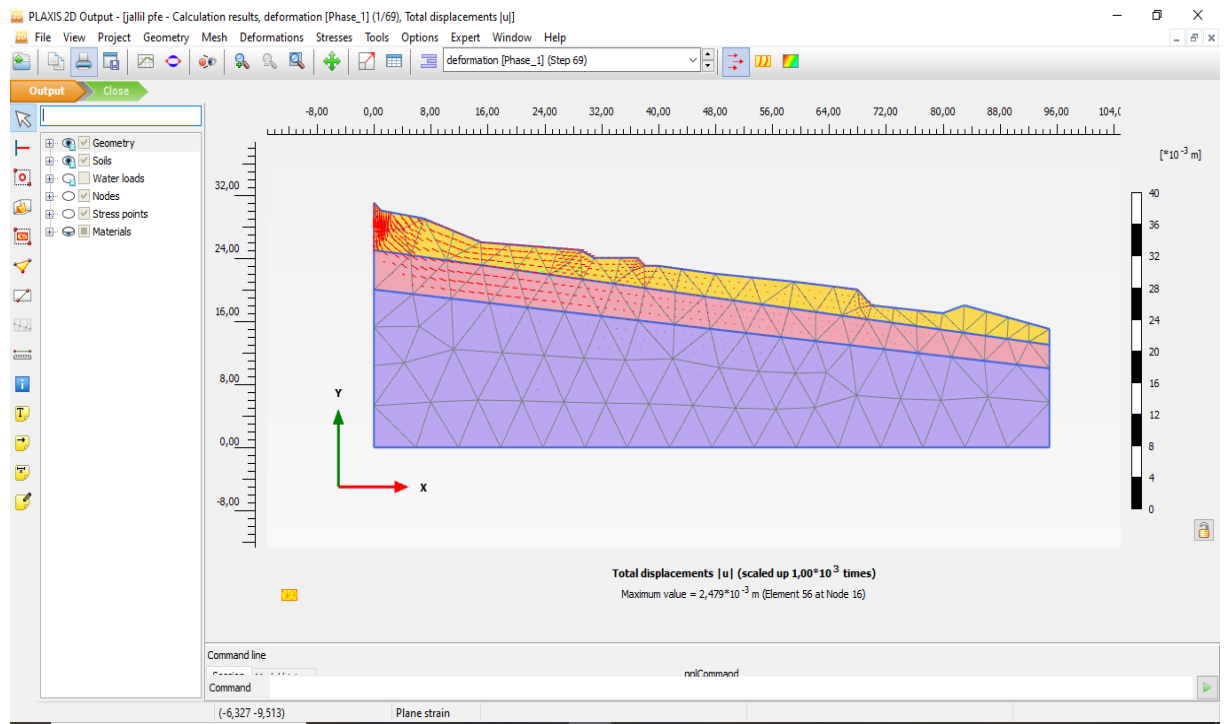 PLAXIS 2D Output - [jallil pfe - Calculation results, deformation [Phase_1] (1/69), Total displacements |u|]
File View Project Geometry Mesh Deformations Stresses Tools Options Expert Window Help
deformation [Phase_1] (Step 69)
Output Close
-8,00 0,00 8,00 16,00 24,00 32,00 40,00 48,00 56,00 64,00 72,00 80,00 88,00 96,00 104,0
Geometry
Soils
Water loads
Nodes
Stress points
Materials
32,00
24,00
16,00
8,00
0,00
-8,00
Y
X
[*10 -3 m]
40
36
32
28
24
20
16
12
8
4
0
Total displacements |u| (scaled up 1,00*10 3 times)
Maximum value = 2,479*10 -3 m (Element 56 at Node 16)
Command line
Command
(-6,327 -9,513) Plane strain